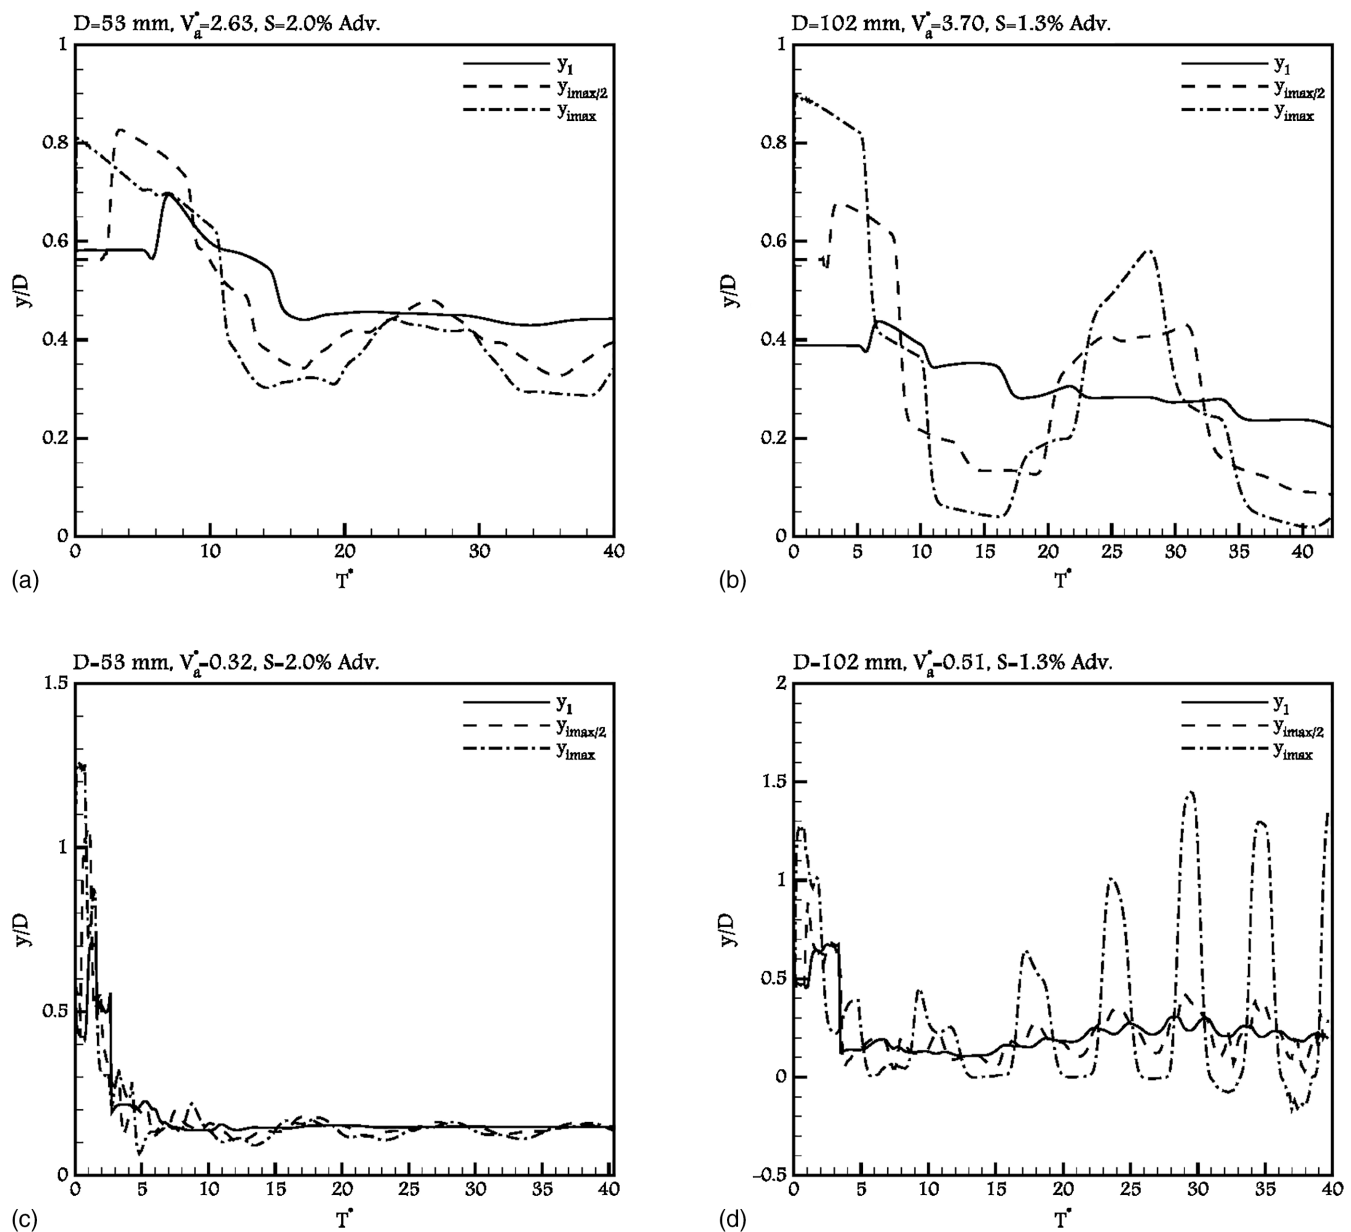 D=53 mm, V*a=2.63, S=2.0% Adv.
1
0.8
0.6
0.4
0.2
0
y/D
y1
yimax/2
yimax
0 10 20 30 40
T*
(a)
D=102 mm, V*a=3.70, S=1.3% Adv.
1
0.8
0.6
0.4
0.2
0
y/D
y1
yimax/2
yimax
0 5 10 15 20 25 30 35 40
T*
(b)
D=53 mm, V*a=0.32, S=2.0% Adv.
1.5
1
0.5
0
y/D
y1
yimax/2
yimax
0 5 10 15 20 25 30 35 40
T*
(c)
D=102 mm, V*a=0.51, S=1.3% Adv.
2
1.5
1
0.5
0
-0.5
y/D
y1
yimax/2
yimax
0 5 10 15 20 25 30 35 40
T*
(d)